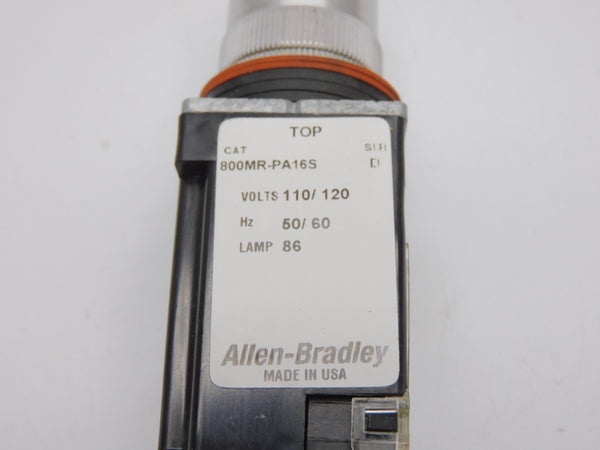 TOP
CAT SER
800MR-PA16S
VOLTS 110/ 120
Hz 50/ 60
LAMP 86
Allen-Bradley
MADE IN USA